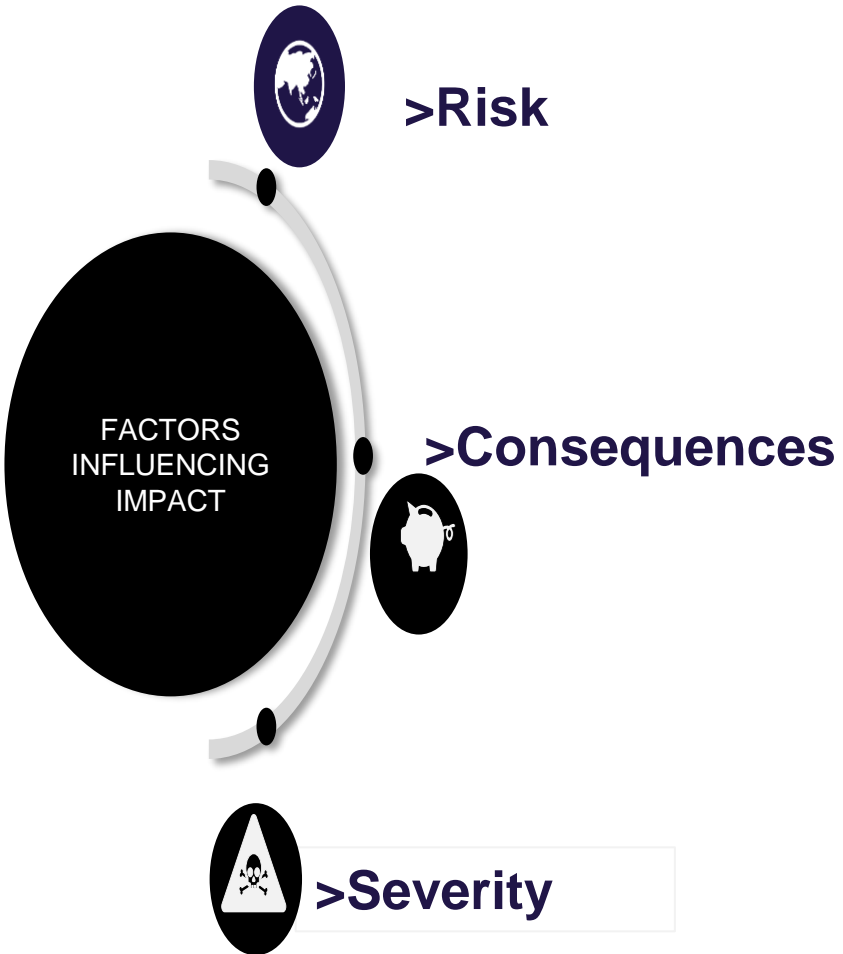 >Risk
FACTORS
INFLUENCING
IMPACT
>Consequences
>Severity